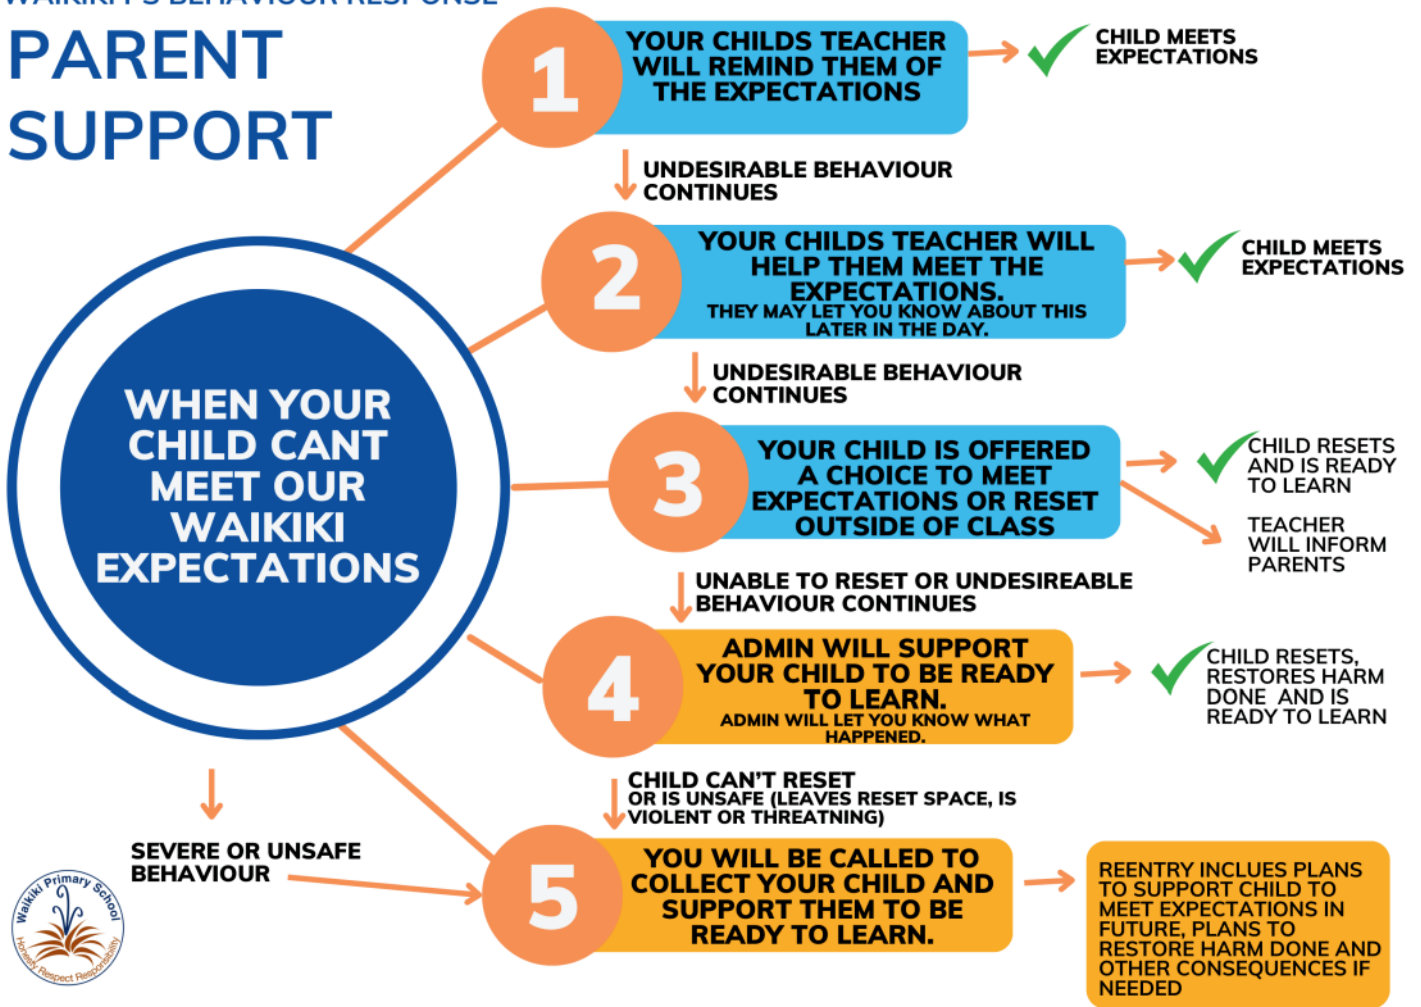 WAIKIKI P'S BEHAVIOUR RESPONSE
PARENT
SUPPORT
1
YOUR CHILDS TEACHER
WILL REMIND THEM OF
THE EXPECTATIONS
CHILD MEETS
EXPECTATIONS
UNDESIRABLE BEHAVIOUR
CONTINUES
2
YOUR CHILDS TEACHER WILL
HELP THEM MEET THE
EXPECTATIONS.
THEY MAY LET YOU KNOW ABOUT THIS
LATER IN THE DAY.
CHILD MEETS
EXPECTATIONS
UNDESIRABLE BEHAVIOUR
CONTINUES
WHEN YOUR
CHILD CANT
MEET OUR
WAIKIKI
EXPECTATIONS
3
YOUR CHILD IS OFFERED
A CHOICE TO MEET
EXPECTATIONS OR RESET
OUTSIDE OF CLASS
CHILD RESETS
AND IS READY
TO LEARN
TEACHER
WILL INFORM
PARENTS
UNABLE TO RESET OR UNDESIREABLE
BEHAVIOUR CONTINUES
4
ADMIN WILL SUPPORT
YOUR CHILD TO BE READY
TO LEARN.
ADMIN WILL LET YOU KNOW WHAT
HAPPENED.
CHILD RESETS,
RESTORES HARM
DONE AND IS
READY TO LEARN
CHILD CAN'T RESET
OR IS UNSAFE (LEAVES RESET SPACE, IS
VIOLENT OR THREATNING)
SEVERE OR UNSAFE
BEHAVIOUR
5
YOU WILL BE CALLED TO
COLLECT YOUR CHILD AND
SUPPORT THEM TO BE
READY TO LEARN.
REENTRY INCLUES PLANS
TO SUPPORT CHILD TO
MEET EXPECTATIONS IN
FUTURE, PLANS TO
RESTORE HARM DONE AND
OTHER CONSEQUENCES IF
NEEDED
Waikiki Primary School
Honesty Respect Responsibility